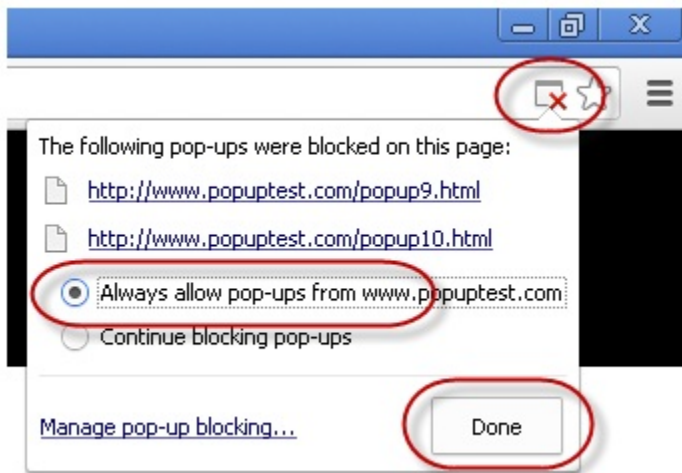 The following pop-ups were blocked on this page:
http://www.popuptest.com/popup9.html
http://www.popuptest.com/popup10.html
Always allow pop-ups from www.popuptest.com
Continue blocking pop-ups
Manage pop-up blocking...
Done